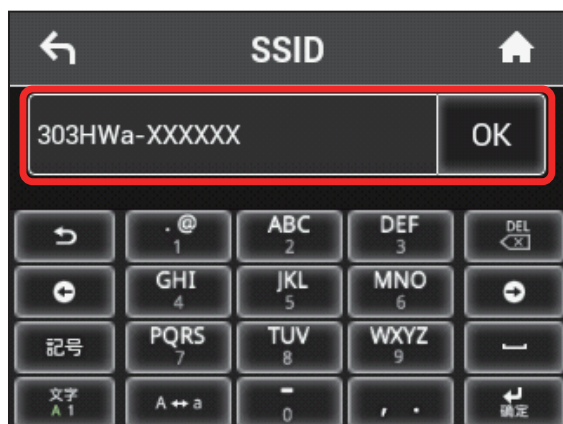 SSID
303HWa-XXXXXX OK
. @ ABC DEF DEL
1 2 3
GHI JKL MNO
4 5 6
記号 PQRS TUV WXYZ
7 8 9
文字 A ↔ a - , . 确定
A 1 0